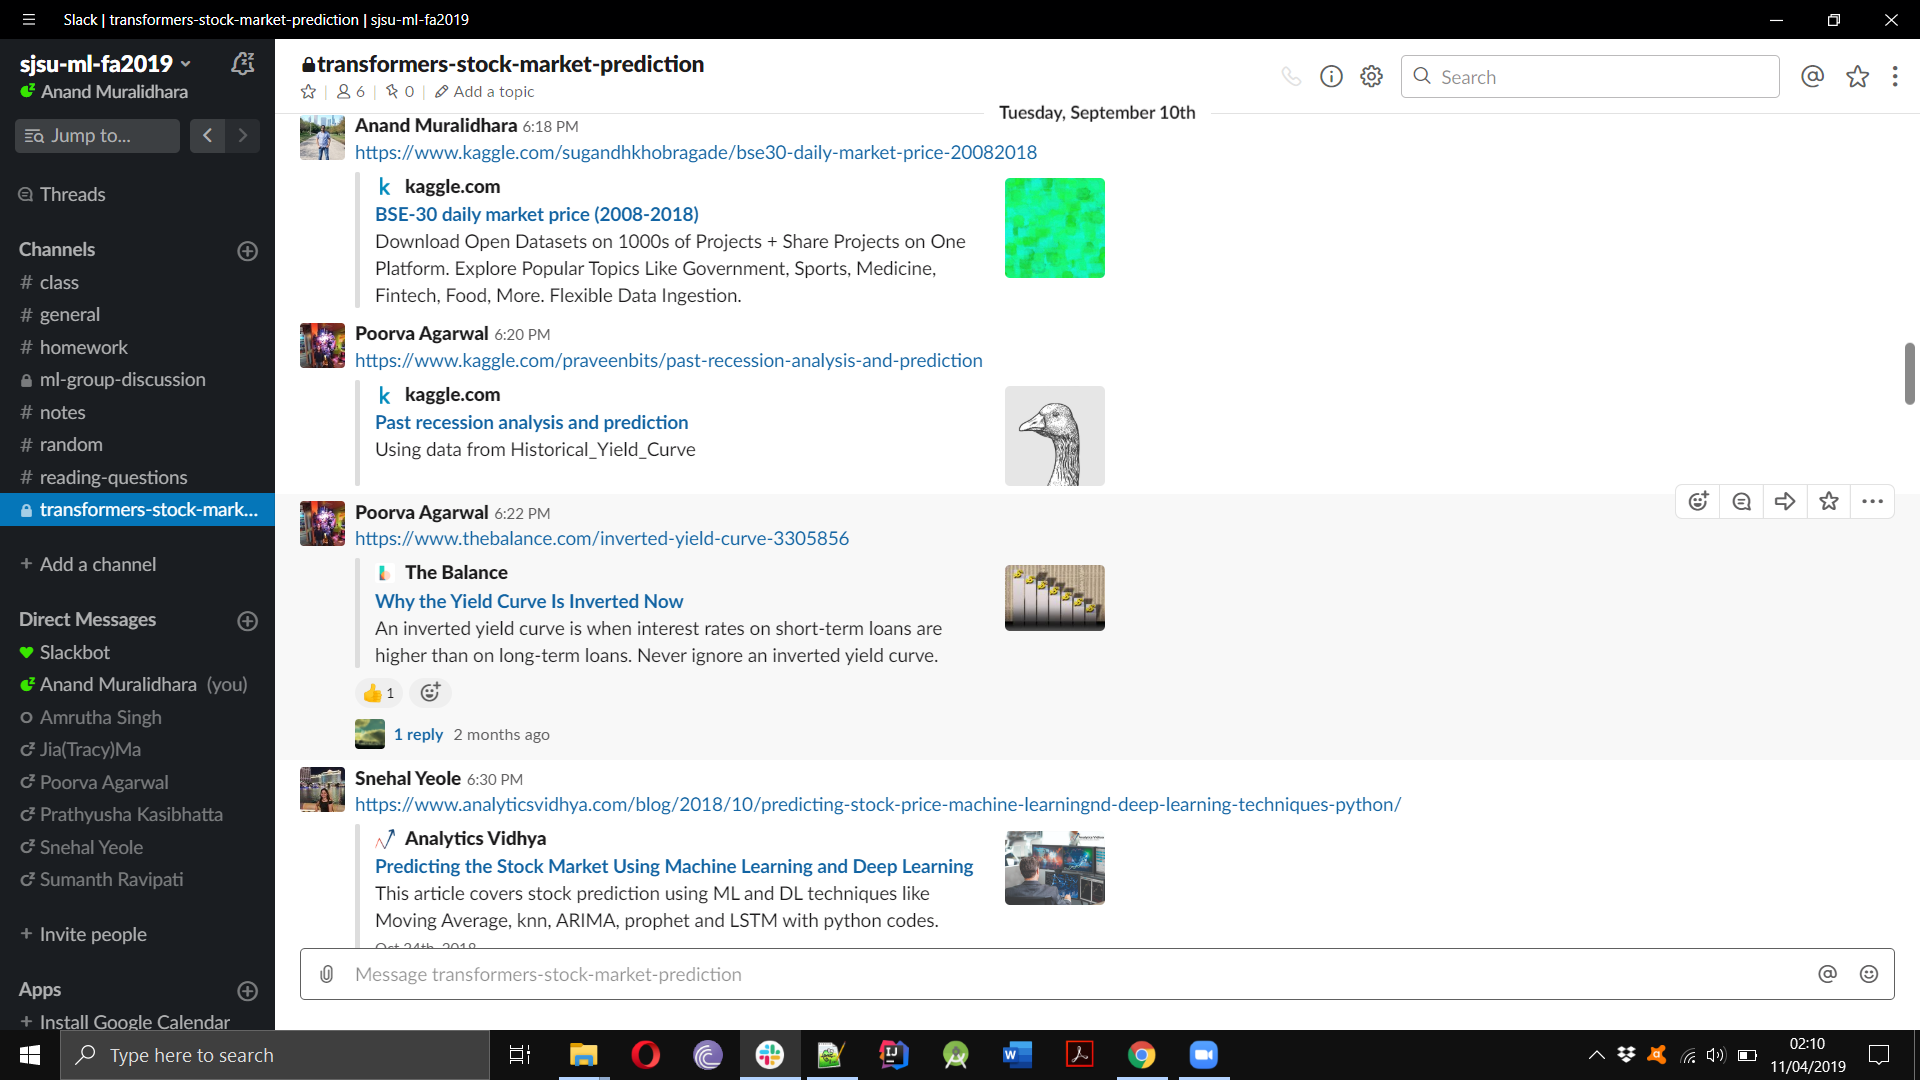 Slack | transformers-stock-market-prediction | sjsu-ml-fa2019
sjsu-ml-fa2019
Anand Muralidhara
Jump to...
Threads
Channels
# class
# general
# homework
ml-group-discussion
# notes
# random
# reading-questions
transformers-stock-mark...
+ Add a channel
Direct Messages
Slackbot
Anand Muralidhara (you)
Amrutha Singh
Jia(Tracy)Ma
Poorva Agarwal
Prathyusha Kasibhatta
Snehal Yeole
Sumanth Ravipati
+ Invite people
Apps
+ Install Google Calendar
transformers-stock-market-prediction
6 | 0 | Add a topic
Search
Tuesday, September 10th
Anand Muralidhara 6:18 PM
https://www.kaggle.com/sugandhkhobragade/bse30-daily-market-price-20082018
k kaggle.com
BSE-30 daily market price (2008-2018)
Download Open Datasets on 1000s of Projects + Share Projects on One
Platform. Explore Popular Topics Like Government, Sports, Medicine,
Fintech, Food, More. Flexible Data Ingestion.
Poorva Agarwal 6:20 PM
https://www.kaggle.com/praveenbits/past-recession-analysis-and-prediction
k kaggle.com
Past recession analysis and prediction
Using data from Historical_Yield_Curve
Poorva Agarwal 6:22 PM
https://www.thebalance.com/inverted-yield-curve-3305856
The Balance
Why the Yield Curve Is Inverted Now
An inverted yield curve is when interest rates on short-term loans are
higher than on long-term loans. Never ignore an inverted yield curve.
1
1 reply 2 months ago
Snehal Yeole 6:30 PM
https://www.analyticsvidhya.com/blog/2018/10/predicting-stock-price-machine-learningnd-deep-learning-techniques-python/
Analytics Vidhya
Predicting the Stock Market Using Machine Learning and Deep Learning
This article covers stock prediction using ML and DL techniques like
Moving Average, knn, ARIMA, prophet and LSTM with python codes.
Oct 24th, 2018
Message transformers-stock-market-prediction
Type here to search
02:10
11/04/2019